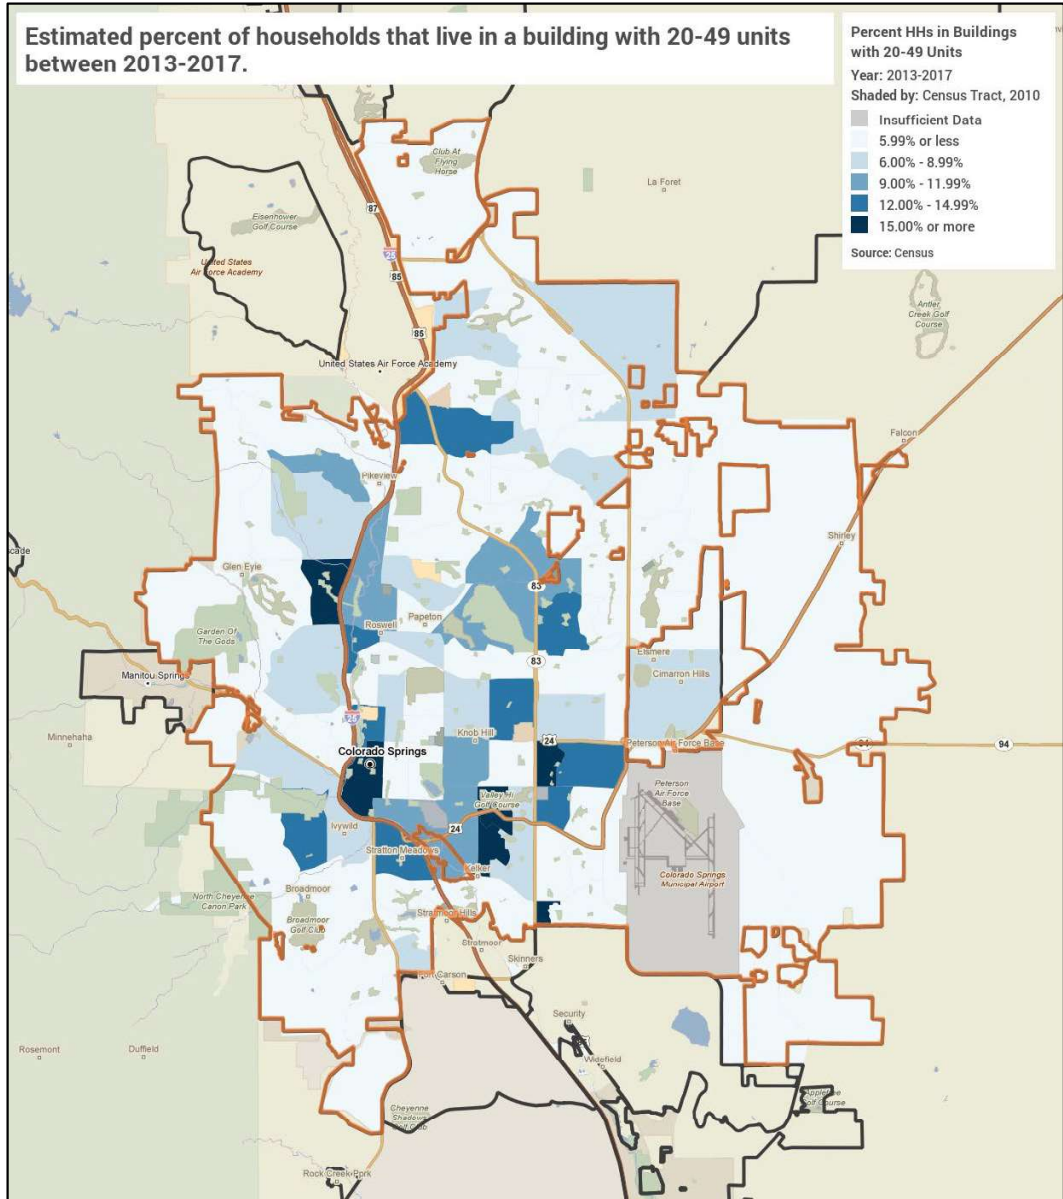 Estimated percent of households that live in a building with 20-49 units
between 2013-2017.
Percent HHs in Buildings
with 20-49 Units
Year: 2013-2017
Shaded by: Census Tract, 2010
Insufficient Data
5.99% or less
6.00% - 8.99%
9.00% - 11.99%
12.00% - 14.99%
15.00% or more
Source: Census
Club At
Flying
Horse
La Foret
87
Eisenhower
Golf Course
25
United States
Air Force Academy
85
Antler
Creek Golf
Course
85
United States Air Force Academy
Falcon
Pikeview
Shirley
cade
Glen Eyie
83
Roswell
Papeton
Garden Of
The Gods
Elsmere
83
Manitou Springs
Cimarron Hills
25
Minnehaha
Knob Hill
24
Peterson Air Force Base
94
94
Colorado Springs
Peterson
Air Force
Base
Valley Hi
Golf Course
Ivywild
24
Stratton Meadows
Kelker
Colorado Springs
Municipal Airport
Broadmoor
North Cheyenne
Canon Park
Broadmoor
Golf Club
Stratmoor Hills
Stratmoor
Skinners
Fort Carson
Security
Rosemont
Duffield
Widefield
Cheyenne
Shadows
Golf Club
Appletree
Golf Course
Rock Creek Park